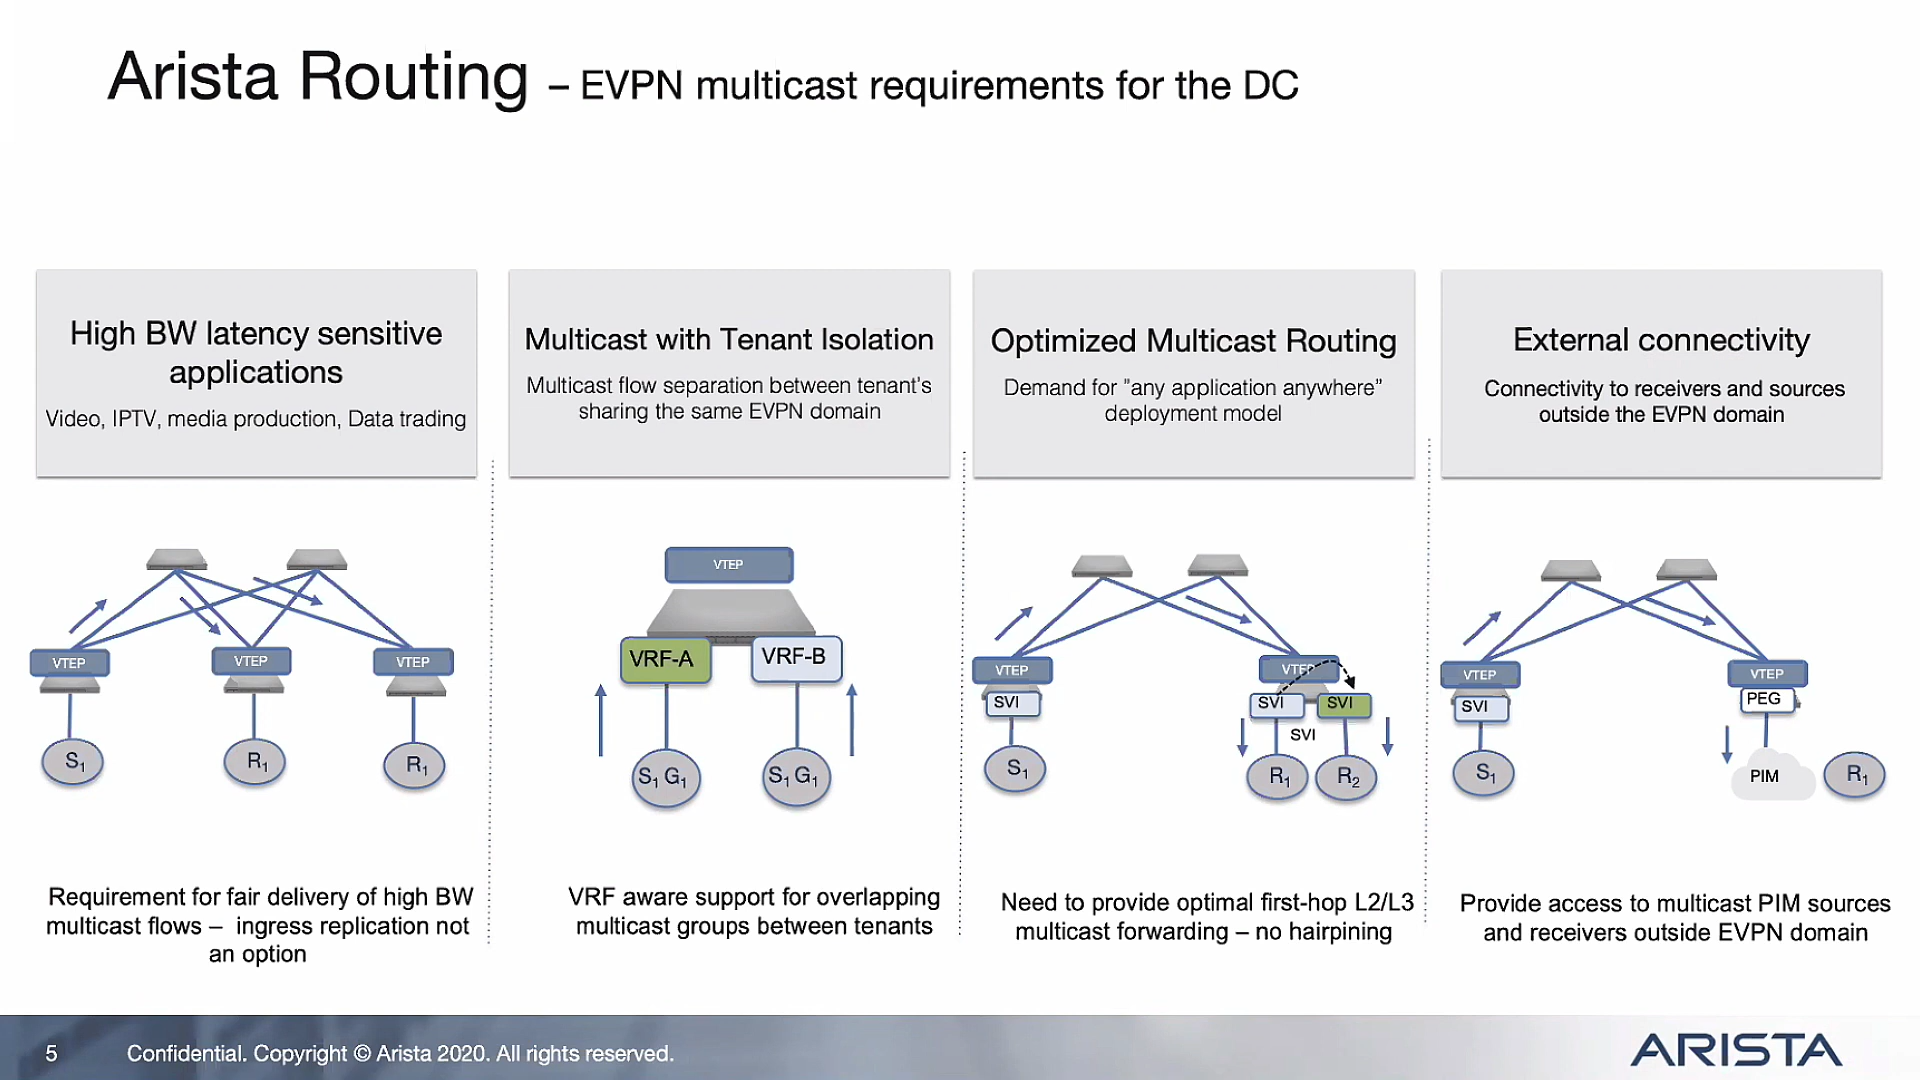 Arista Routing – EVPN multicast requirements for the DC
High BW latency sensitive
applications
Video, IPTV, media production, Data trading
Multicast with Tenant Isolation
Multicast flow separation between tenant's
sharing the same EVPN domain
Optimized Multicast Routing
Demand for "any application anywhere”
deployment model
External connectivity
Connectivity to receivers and sources
outside the EVPN domain
VTEP
VTEP
VTEP
S1
R1
R1
Requirement for fair delivery of high BW
multicast flows – ingress replication not
an option
VTEP
VRF-A
VRF-B
S1 G1
S1 G1
VRF aware support for overlapping
multicast groups between tenants
VTEP
VTEP
SVI
SVI
SVI
SVI
S1
R1
R2
Need to provide optimal first-hop L2/L3
multicast forwarding – no hairpining
VTEP
VTEP
SVI
PEG
S1
PIM
R1
Provide access to multicast PIM sources
and receivers outside EVPN domain
5
Confidential. Copyright © Arista 2020. All rights reserved.
ARISTA